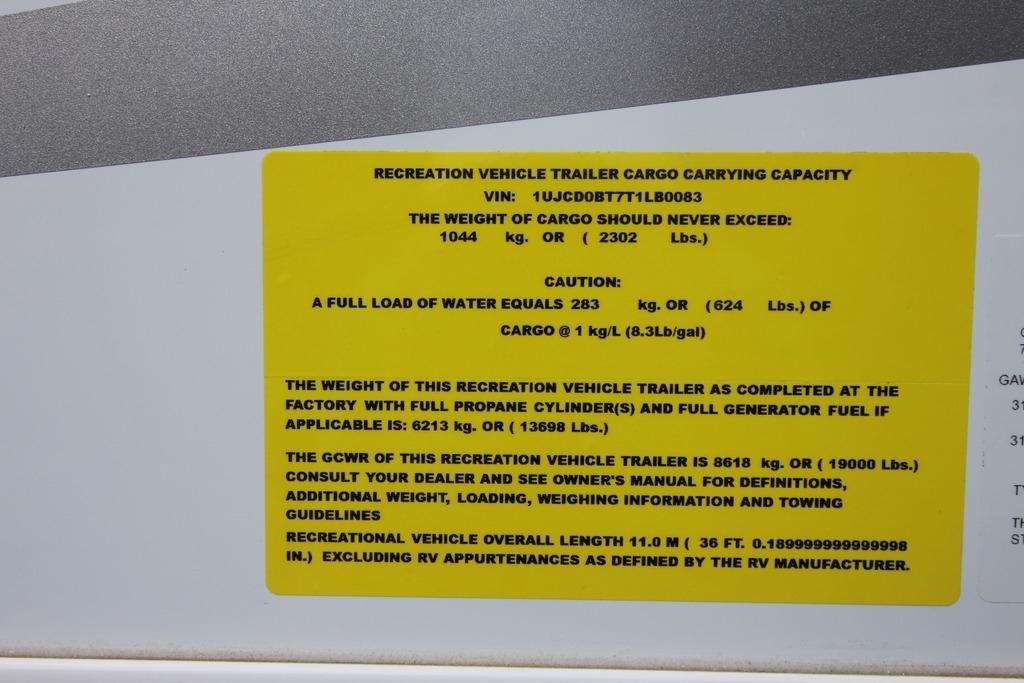 RECREATION VEHICLE TRAILER CARGO CARRYING CAPACITY
VIN: 1UJCD0BT7T1LB0083
THE WEIGHT OF CARGO SHOULD NEVER EXCEED:
1044 kg. OR ( 2302 Lbs.)
CAUTION:
A FULL LOAD OF WATER EQUALS 283 kg. OR (624 Lbs.) OF
CARGO @ 1 kg/L (8.3Lb/gal)
THE WEIGHT OF THIS RECREATION VEHICLE TRAILER AS COMPLETED AT THE
FACTORY WITH FULL PROPANE CYLINDER(S) AND FULL GENERATOR FUEL IF
APPLICABLE IS: 6213 kg. OR ( 13698 Lbs.)
THE GCWR OF THIS RECREATION VEHICLE TRAILER IS 8618 kg. OR ( 19000 Lbs.)
CONSULT YOUR DEALER AND SEE OWNER'S MANUAL FOR DEFINITIONS,
ADDITIONAL WEIGHT, LOADING, WEIGHING INFORMATION AND TOWING
GUIDELINES
RECREATIONAL VEHICLE OVERALL LENGTH 11.0 M ( 36 FT. 0.189999999999998
IN.) EXCLUDING RV APPURTENANCES AS DEFINED BY THE RV MANUFACTURER.